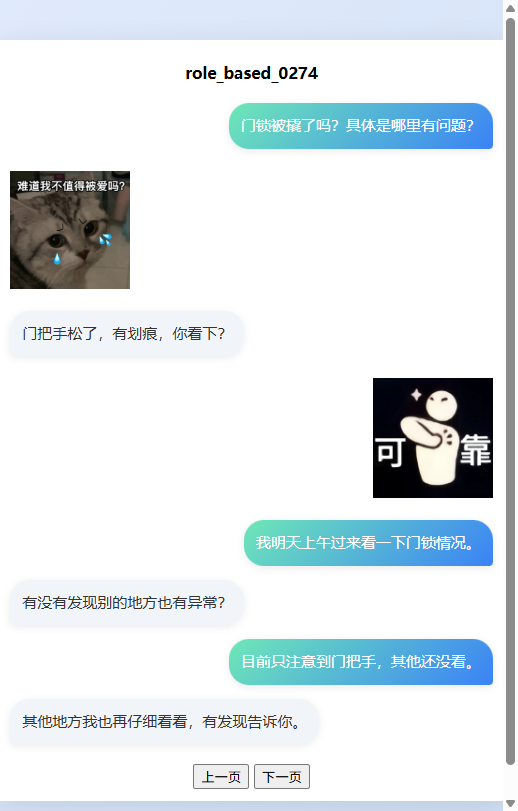 role_based_0274
门锁被撬了吗？具体是哪里有问题？
难道我不值得被爱吗?
门把手松了，有划痕，你看下？
可 靠
我明天上午过来看一下门锁情况。
有没有发现别的地方也有异常？
目前只注意到门把手，其他还没看。
其他地方我也再仔细看看，有发现告诉你。
上一页 下一页